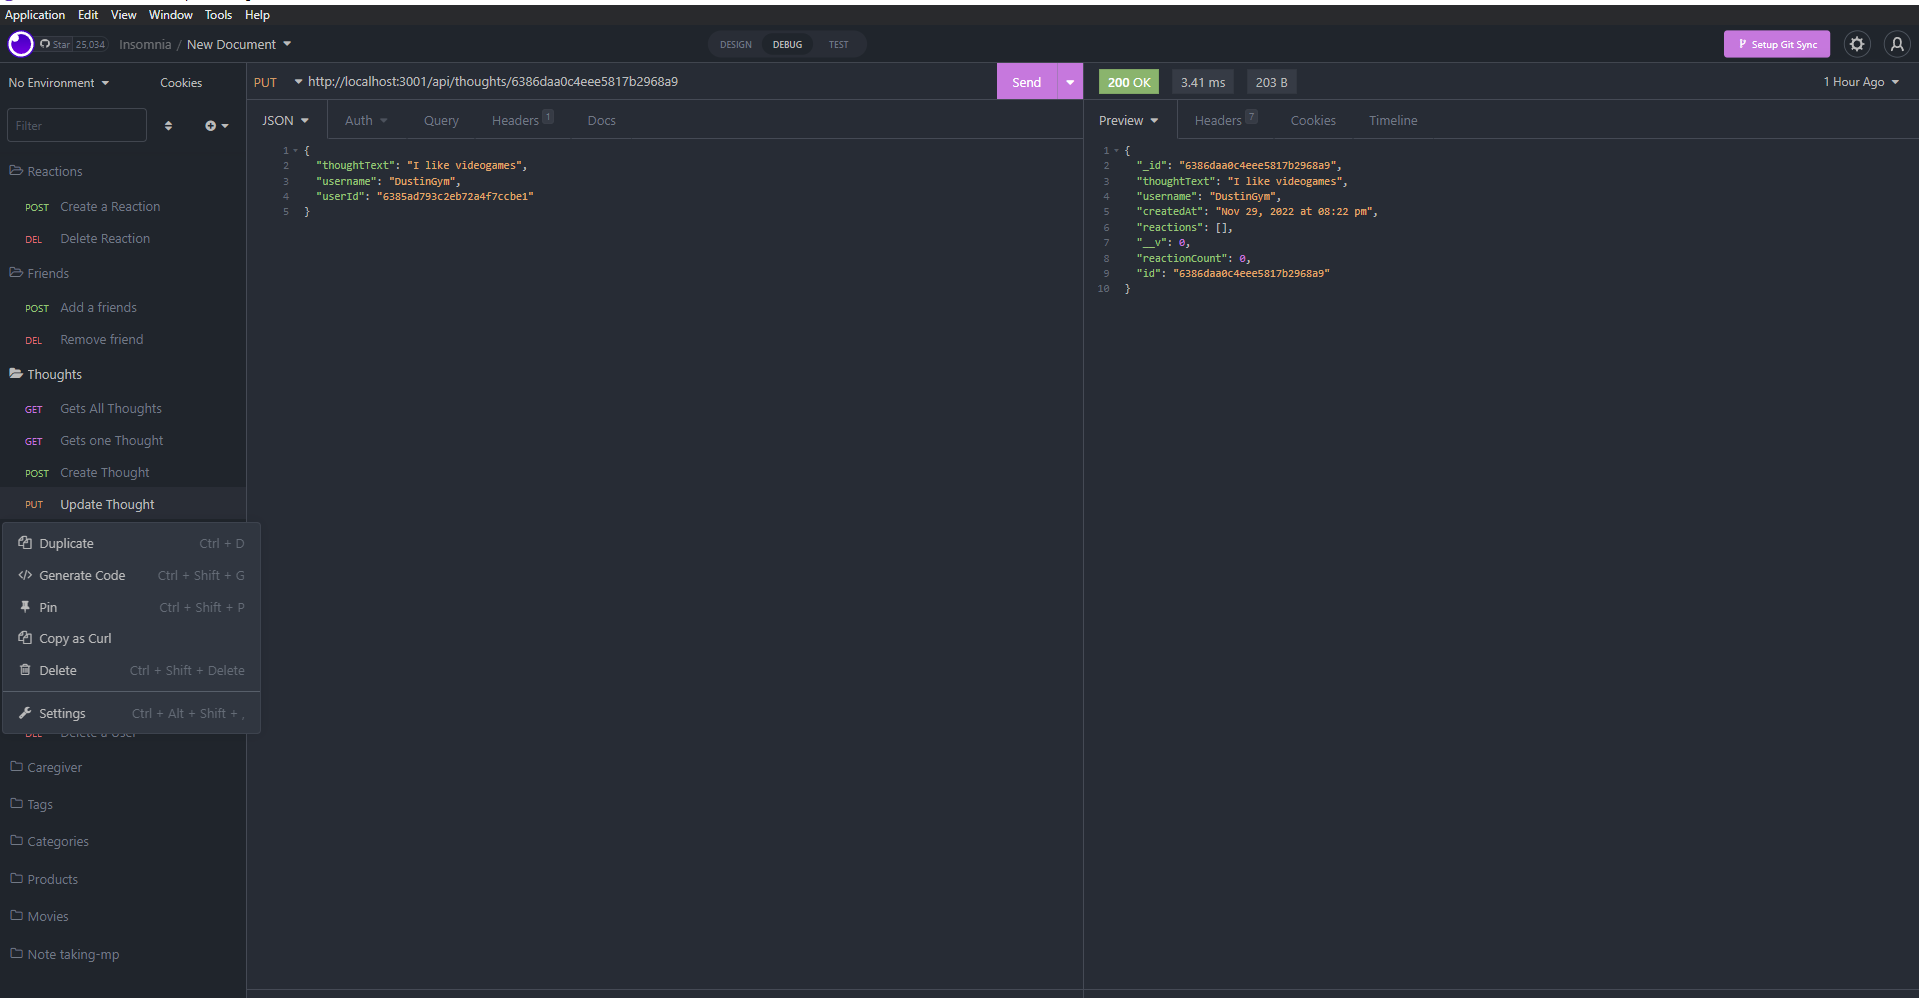 Application Edit View Window Tools Help
Star 25,034 Insomnia / New Document DESIGN DEBUG TEST Setup Git Sync
No Environment Cookies
Filter
Reactions
POST Create a Reaction
DEL Delete Reaction
Friends
POST Add a friends
DEL Remove friend
Thoughts
GET Gets All Thoughts
GET Gets one Thought
POST Create Thought
PUT Update Thought
Duplicate Ctrl + D
Generate Code Ctrl + Shift + G
Pin Ctrl + Shift + P
Copy as Curl
Delete Ctrl + Shift + Delete
Settings Ctrl + Alt + Shift + ,
DEL Delete a User
Caregiver
Tags
Categories
Products
Movies
Note taking-mp
PUT http://localhost:3001/api/thoughts/6386daa0c4eee5817b2968a9 Send
JSON Auth Query Headers 1 Docs
1 {
2 "thoughtText": "I like videogames",
3 "username": "DustinGym",
4 "userId": "6385ad793c2eb72a4f7ccbe1"
5 }
200 OK 3.41 ms 203 B 1 Hour Ago
Preview Headers 7 Cookies Timeline
1 {
2 "_id": "6386daa0c4eee5817b2968a9",
3 "thoughtText": "I like videogames",
4 "username": "DustinGym",
5 "createdAt": "Nov 29, 2022 at 08:22 pm",
6 "reactions": [],
7 "__v": 0,
8 "reactionCount": 0,
9 "id": "6386daa0c4eee5817b2968a9"
10 }